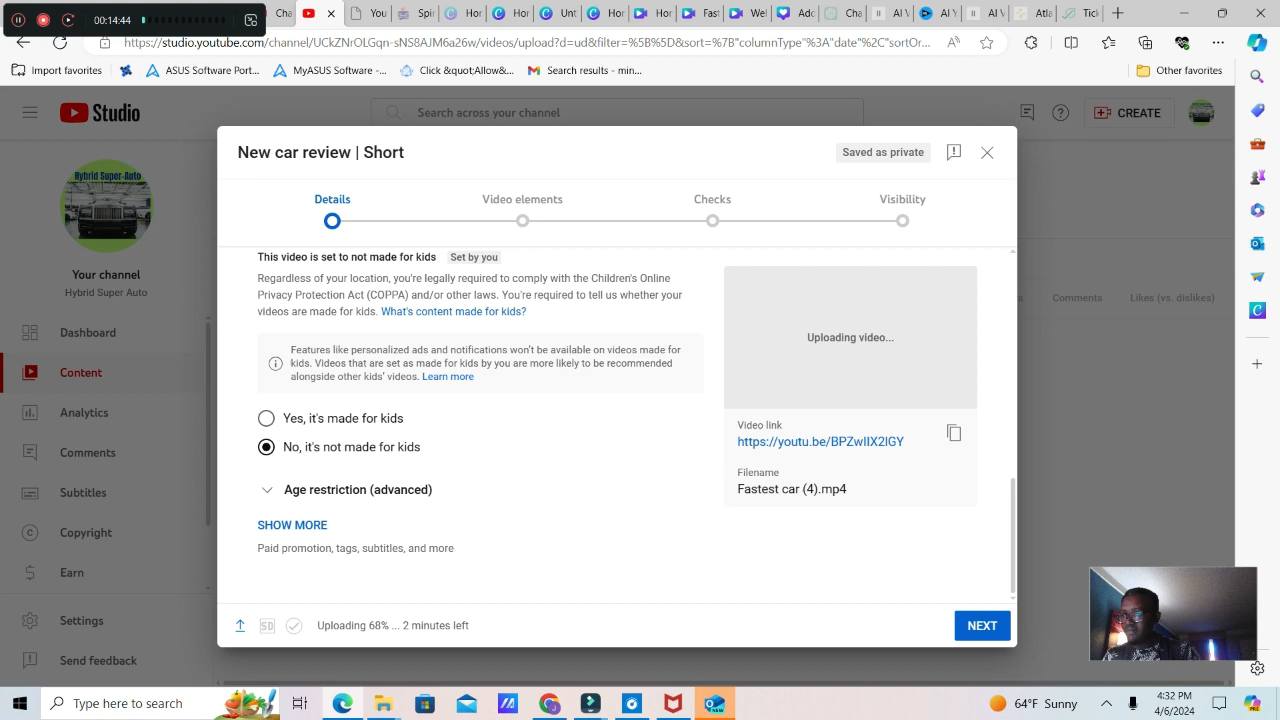 00:14:44
https://studio.youtube.com/channel/UCkZNrOLGqn-sNS8AJM6a26w/videos/upload?d=ud&filter=%5B%5D&sort=%7B"columnType"%3A"date"%2C"sortOr...
Import favorites
ASUS Software Port...
MyASUS Software -...
Click &quot;Allow&...
Search results - min...
Other favorites
Studio
Search across your channel
CREATE
New car review | Short
Saved as private
Hybrid Super-Auto
Details
Video elements
Checks
Visibility
Your channel
Hybrid Super Auto
Dashboard
Content
Analytics
Comments
Subtitles
Copyright
Earn
Settings
Send feedback
This video is set to not made for kids
Set by you
Regardless of your location, you're legally required to comply with the Children's Online
Privacy Protection Act (COPPA) and/or other laws. You're required to tell us whether your
videos are made for kids. What's content made for kids?
Features like personalized ads and notifications won't be available on videos made for
kids. Videos that are set as made for kids by you are more likely to be recommended
alongside other kids' videos. Learn more
Yes, it's made for kids
No, it's not made for kids
Age restriction (advanced)
SHOW MORE
Paid promotion, tags, subtitles, and more
Uploading video...
Video link
https://youtu.be/BPZwIIX2lGY
Filename
Fastest car (4).mp4
Comments
Likes (vs. dislikes)
SD
Uploading 68% ... 2 minutes left
NEXT
Type here to search
64°F Sunny
4:32 PM
4/6/2024